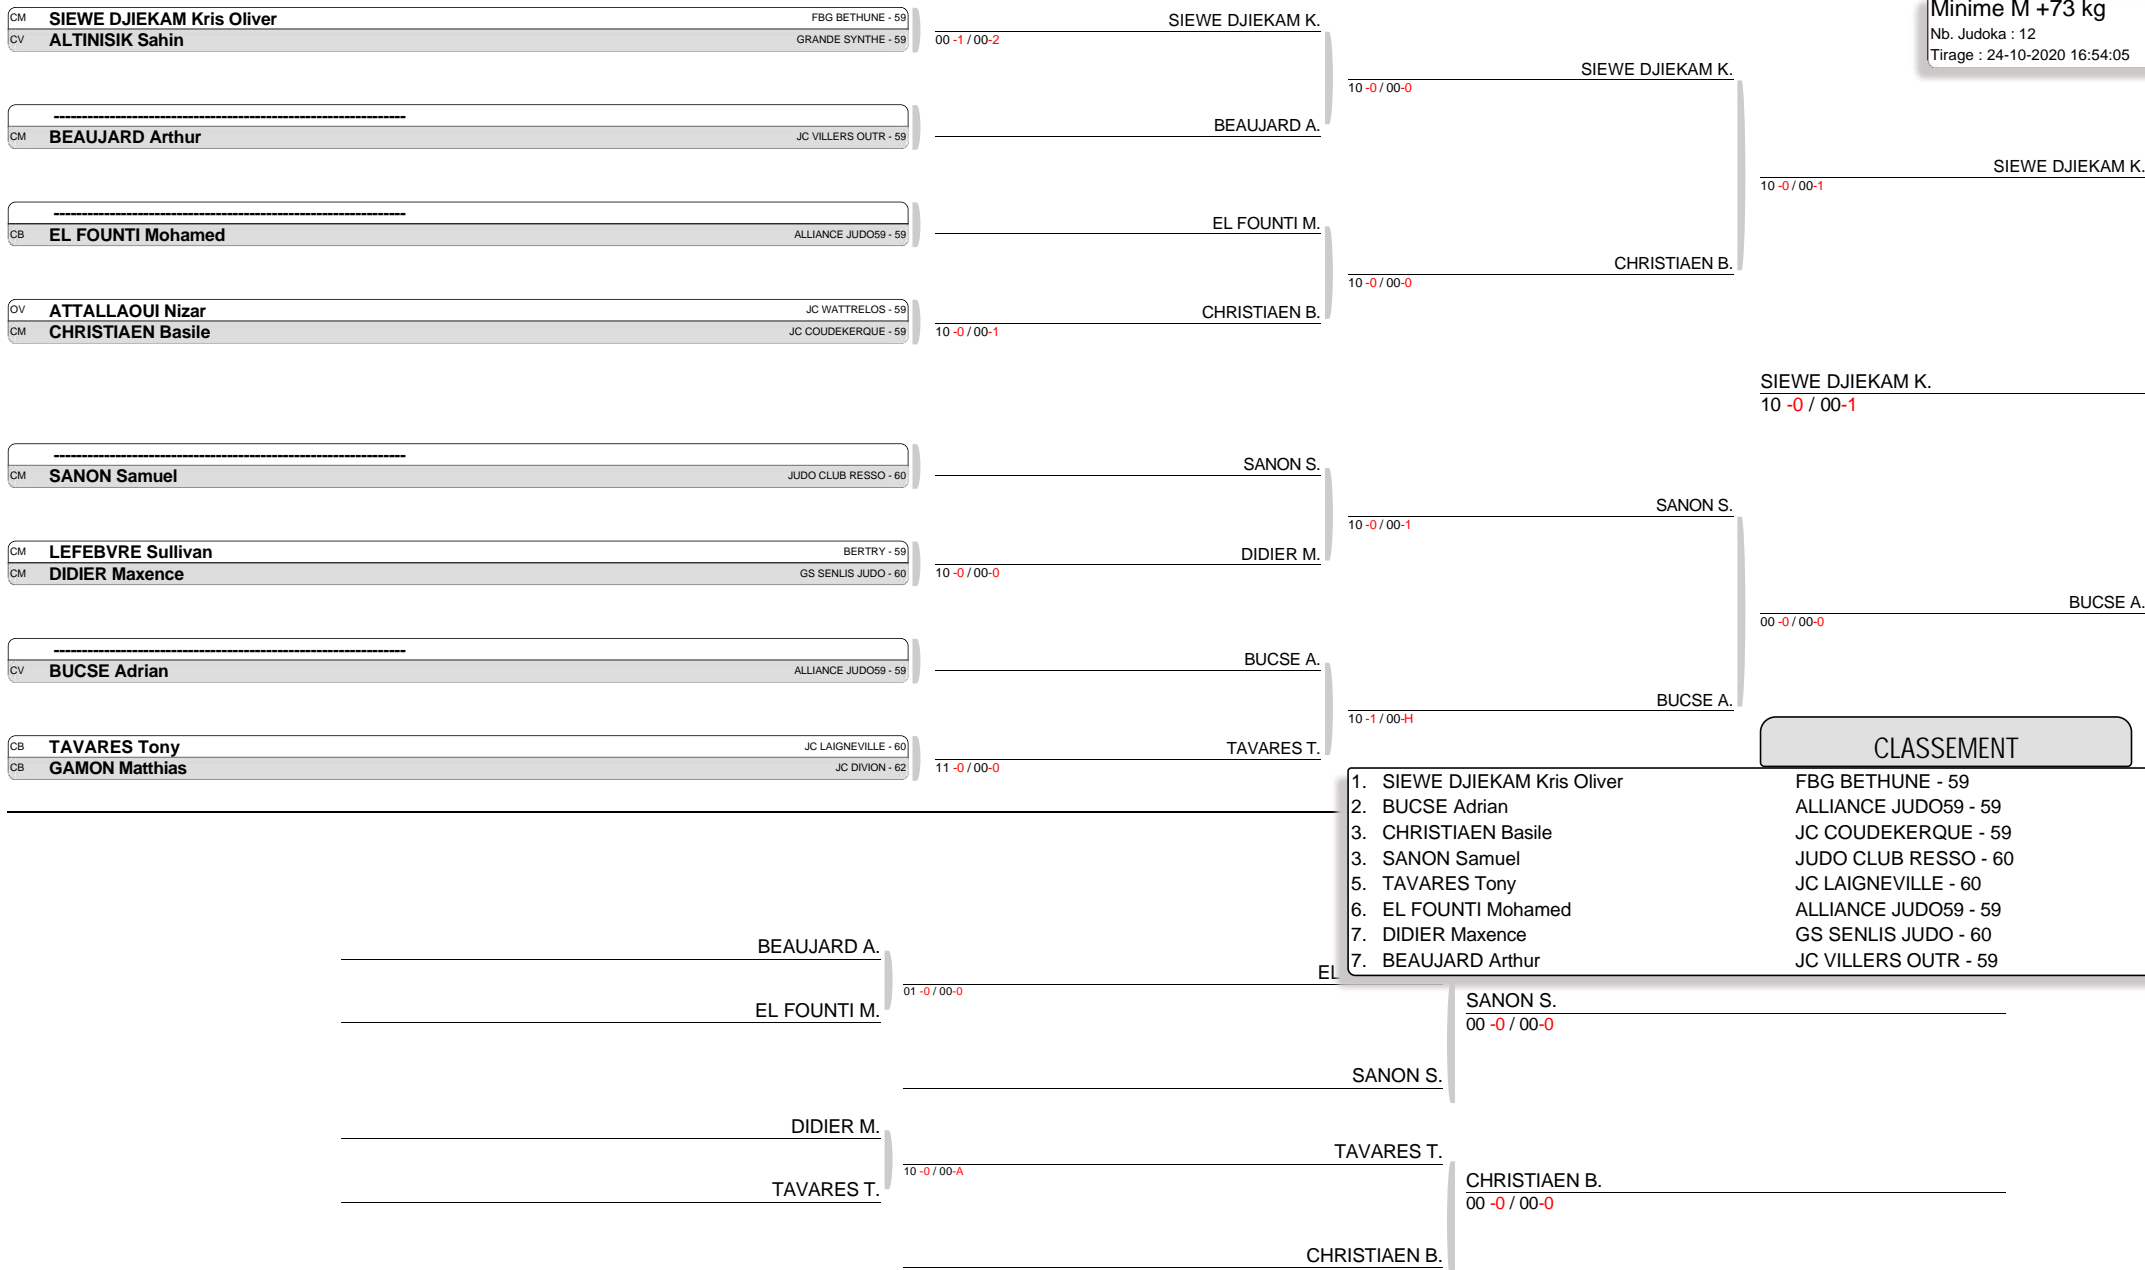 Minime M +73 kg
Nb. Judoka : 12
Tirage : 24-10-2020 16:54:05
CM SIEWE DJIEKAM Kris Oliver FBG BETHUNE - 59
CV ALTINISIK Sahin GRANDE SYNTHE - 59
----------------------------------------------------------------
CM BEAUJARD Arthur JC VILLERS OUTR - 59
----------------------------------------------------------------
CB EL FOUNTI Mohamed ALLIANCE JUDO59 - 59
OV ATTALLAOUI Nizar JC WATTRELOS - 59
CM CHRISTIAEN Basile JC COUDEKERQUE - 59
----------------------------------------------------------------
CM SANON Samuel JUDO CLUB RESSO - 60
CM LEFEBVRE Sullivan BERTRY - 59
CM DIDIER Maxence GS SENLIS JUDO - 60
----------------------------------------------------------------
CV BUCSE Adrian ALLIANCE JUDO59 - 59
CB TAVARES Tony JC LAIGNEVILLE - 60
CB GAMON Matthias JC DIVION - 62
SIEWE DJIEKAM K.
00 -1 / 00-2
BEAUJARD A.
EL FOUNTI M.
CHRISTIAEN B.
10 -0 / 00-1
SANON S.
DIDIER M.
10 -0 / 00-0
BUCSE A.
TAVARES T.
11 -0 / 00-0
SIEWE DJIEKAM K.
10 -0 / 00-0
CHRISTIAEN B.
10 -0 / 00-0
SANON S.
10 -0 / 00-1
BUCSE A.
10 -1 / 00-H
SIEWE DJIEKAM K.
10 -0 / 00-1
SIEWE DJIEKAM K.
10 -0 / 00-1
BUCSE A.
00 -0 / 00-0
CLASSEMENT
1. SIEWE DJIEKAM Kris Oliver FBG BETHUNE - 59
2. BUCSE Adrian ALLIANCE JUDO59 - 59
3. CHRISTIAEN Basile JC COUDEKERQUE - 59
3. SANON Samuel JUDO CLUB RESSO - 60
5. TAVARES Tony JC LAIGNEVILLE - 60
6. EL FOUNTI Mohamed ALLIANCE JUDO59 - 59
7. DIDIER Maxence GS SENLIS JUDO - 60
7. BEAUJARD Arthur JC VILLERS OUTR - 59
BEAUJARD A.
EL FOUNTI M.
DIDIER M.
TAVARES T.
EL
01 -0 / 00-0
SANON S.
TAVARES T.
10 -0 / 00-A
CHRISTIAEN B.
SANON S.
00 -0 / 00-0
CHRISTIAEN B.
00 -0 / 00-0